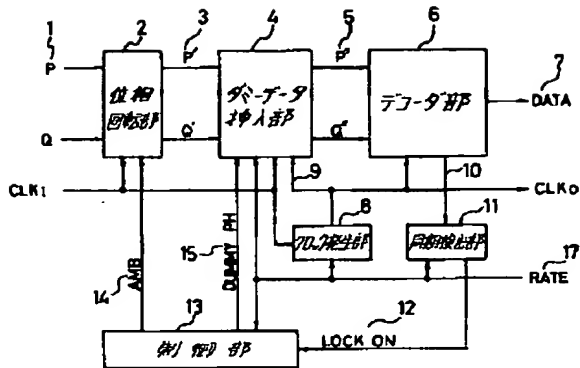 1 2 3 4 5 6 7
P
位相
回転部
P'
ダミーデータ
挿入部
P"
デコーダ部
DATA
Q
Q'
Q"
9
10
CLKI
CLKO
8
11
クロック発生部
同期検出部
17
RATE
14
AMB
15
DUMMY PH
12
LOCK ON
13
制御部